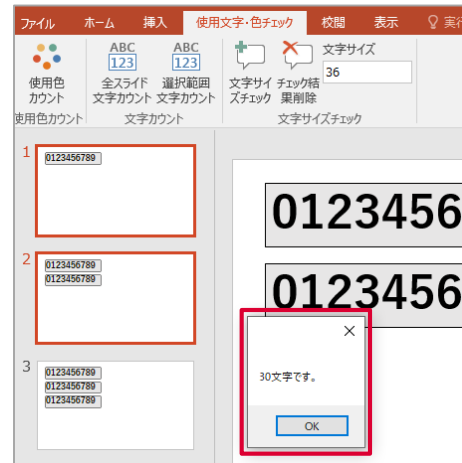 ファイル ホーム 挿入 使用文字・色チェック 校閲 表示 実行
ABC ABC 文字サイズ
123 123 36
使用色 全スライド 選択範囲 文字サイ チェック結
カウント 文字カウント 文字カウント ズチェック 果削除
使用色カウント 文字カウント 文字サイズチェック
1
0123456789
2
0123456789
0123456789
3
0123456789
0123456789
0123456789
0123456
0123456
30文字です。
OK